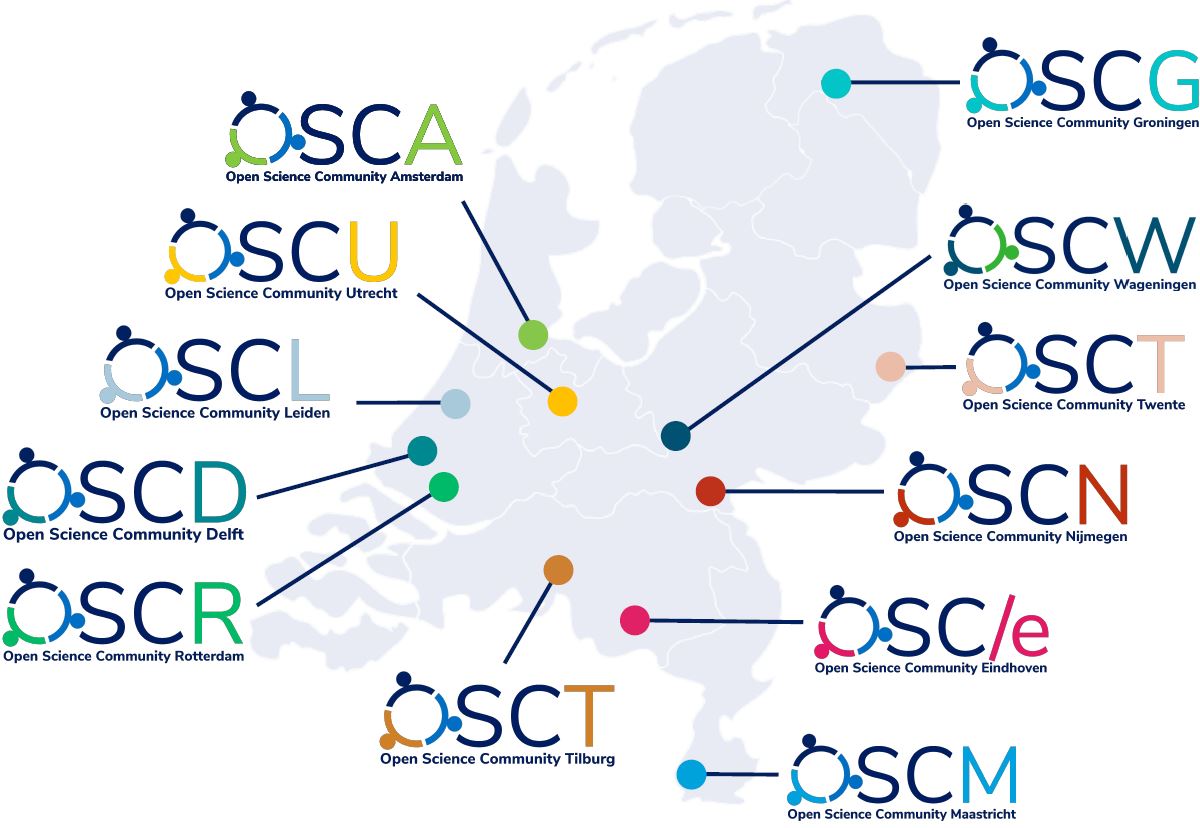 OSCG
Open Science Community Groningen
OSCA
Open Science Community Amsterdam
OSCU
Open Science Community Utrecht
OSCW
Open Science Community Wageningen
OSCL
Open Science Community Leiden
OSCT
Open Science Community Twente
OSCD
Open Science Community Delft
OSCN
Open Science Community Nijmegen
OSCR
Open Science Community Rotterdam
OSC/e
Open Science Community Eindhoven
OSCT
Open Science Community Tilburg
OSCM
Open Science Community Maastricht